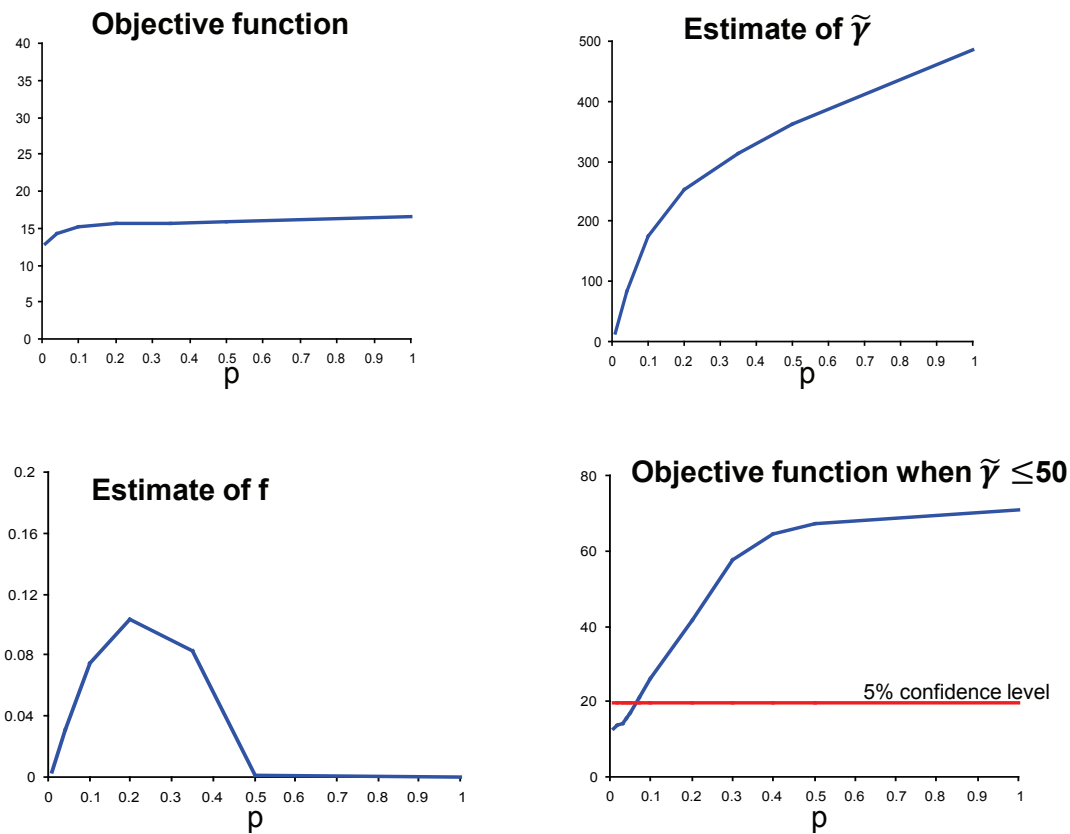 Objective function
40
35
30
25
20
15
10
5
0
0 0.1 0.2 0.3 0.4 0.5 0.6 0.7 0.8 0.9 1
p
Estimate of γ̃
500
400
300
200
100
0
0 0.1 0.2 0.3 0.4 0.5 0.6 0.7 0.8 0.9 1
p
Estimate of f
0.2
0.16
0.12
0.08
0.04
0
0 0.1 0.2 0.3 0.4 0.5 0.6 0.7 0.8 0.9 1
p
Objective function when γ̃ ≤50
80
60
40
20
0
5% confidence level
0 0.1 0.2 0.3 0.4 0.5 0.6 0.7 0.8 0.9 1
p